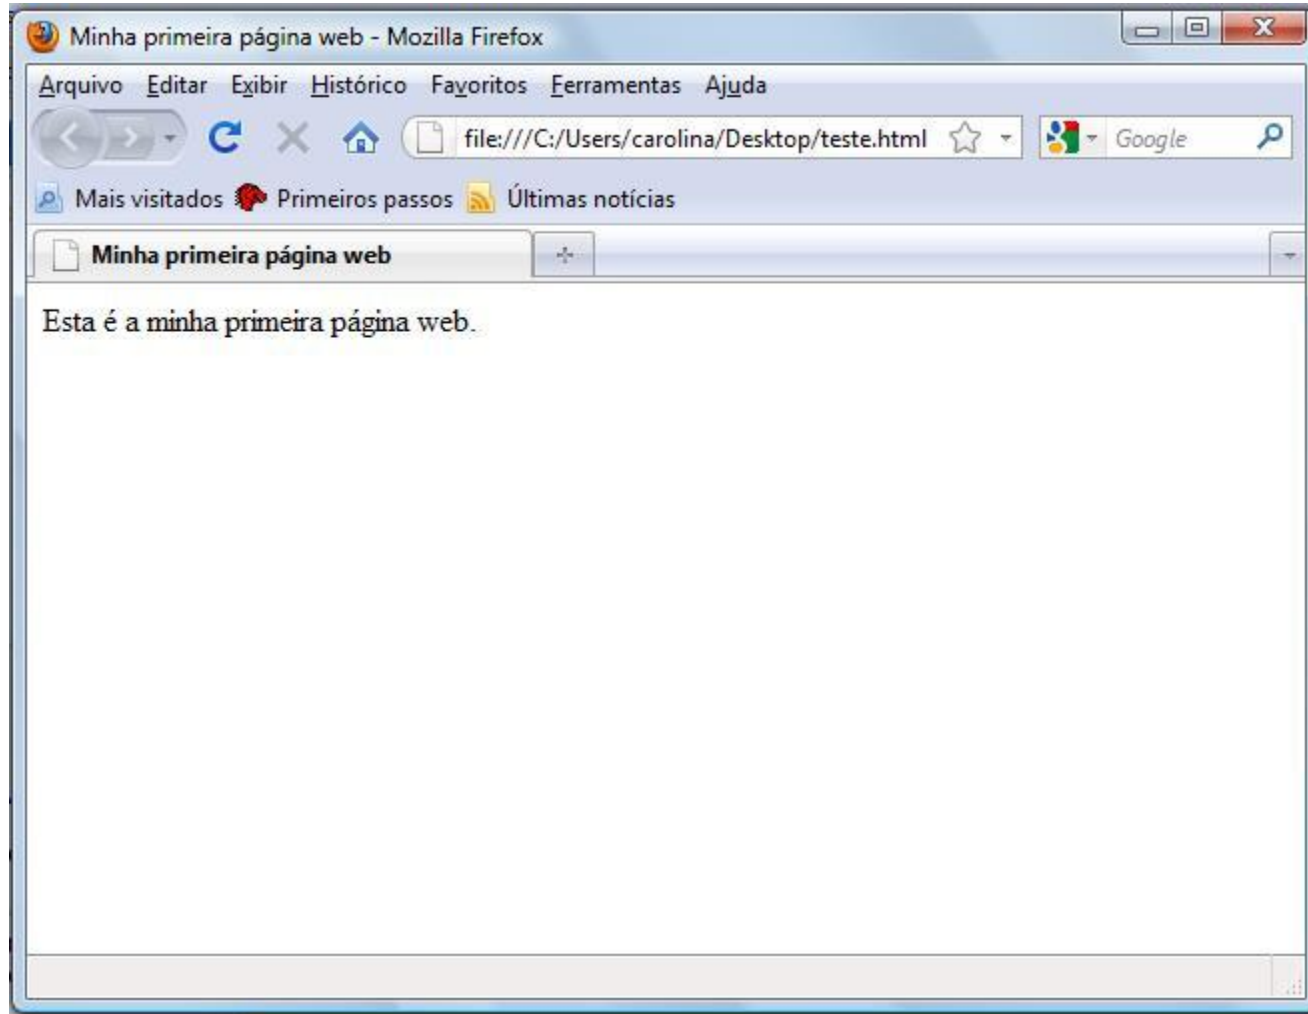 Minha primeira página web - Mozilla Firefox
Arquivo Editar Exibir Histórico Favoritos Ferramentas Ajuda
file:///C:/Users/carolina/Desktop/teste.html Google
Mais visitados Primeiros passos Últimas notícias
Minha primeira página web
Esta é a minha primeira página web.